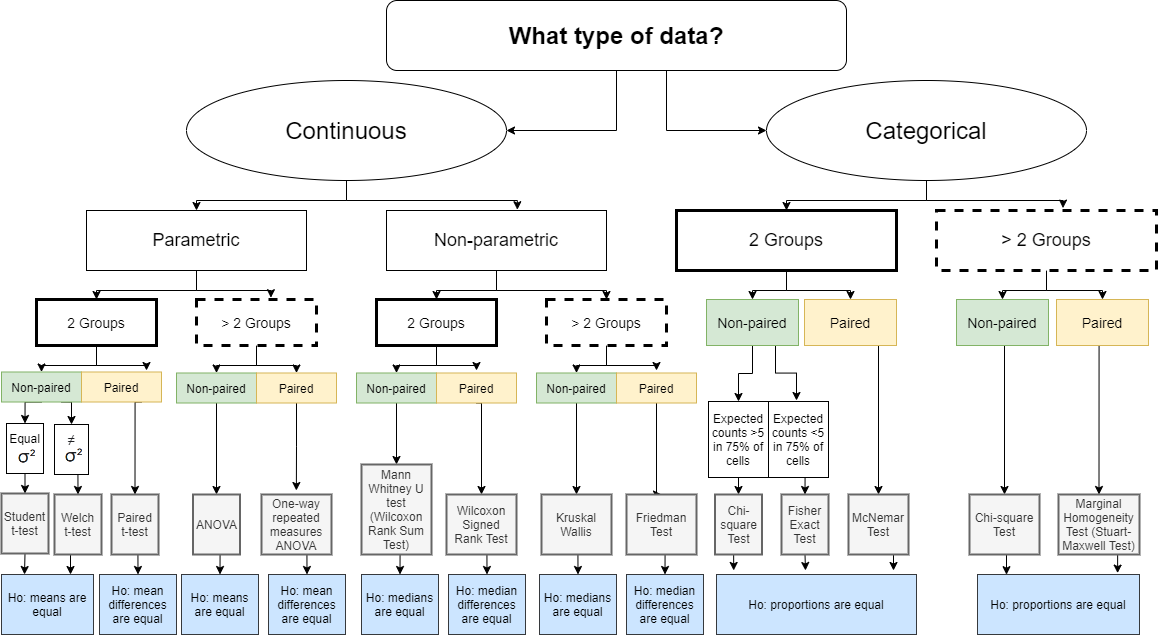 What type of data?
Continuous
Categorical
Parametric
Non-parametric
2 Groups
> 2 Groups
2 Groups
> 2 Groups
2 Groups
> 2 Groups
Non-paired
Paired
Non-paired
Paired
Non-paired
Paired
Non-paired
Paired
Non-paired
Paired
Non-paired
Paired
Equal
σ²
≠
σ²
Expected
counts >5
in 75% of
cells
Expected
counts <5
in 75% of
cells
Student
t-test
Welch
t-test
Paired
t-test
ANOVA
One-way
repeated
measures
ANOVA
Mann
Whitney U
test
(Wilcoxon
Rank Sum
Test)
Wilcoxon
Signed
Rank Test
Kruskal
Wallis
Friedman
Test
Chi-
square
Test
Fisher
Exact
Test
McNemar
Test
Chi-square
Test
Marginal
Homogeneity
Test (Stuart-
Maxwell Test)
Ho: means are
equal
Ho: mean
differences
are equal
Ho: means
are equal
Ho: mean
differences
are equal
Ho: medians
are equal
Ho: median
differences
are equal
Ho: medians
are equal
Ho: median
differences
are equal
Ho: proportions are equal
Ho: proportions are equal